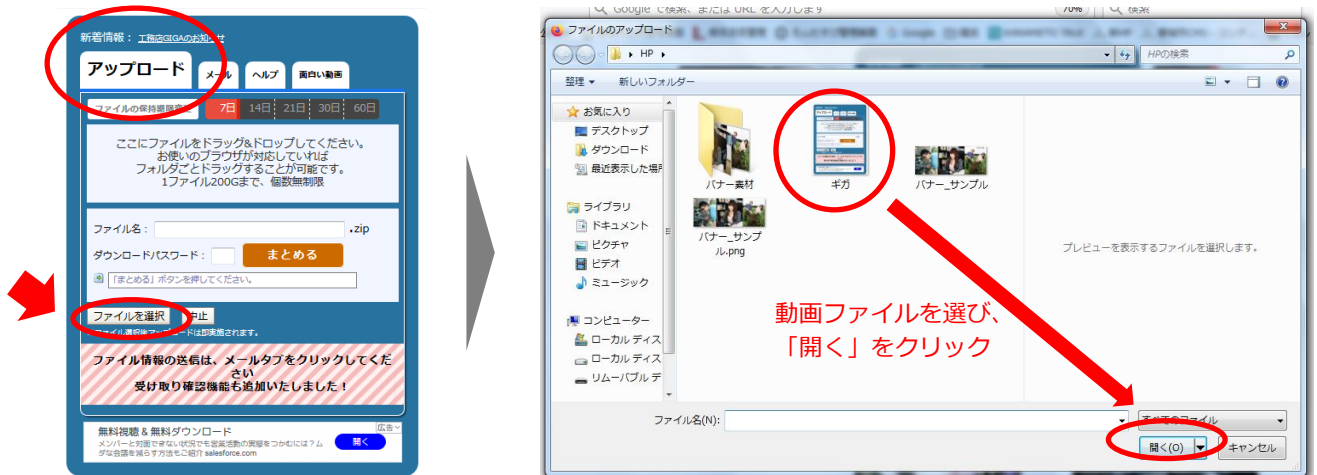 新着情報： 工務店GIGAのお知らせ
アップロード
メール
ヘルプ
面白い動画
ファイルの保持期限変更
7日
14日
21日
30日
60日
ここにファイルをドラッグ&ドロップしてください。
お使いのブラウザが対応していれば
フォルダごとドラッグすることが可能です。
1ファイル200Gまで、個数無制限
ファイル名：
.zip
ダウンロードパスワード：
まとめる
「まとめる」ボタンを押してください。
ファイルを選択
中止
ファイル選択後アップロードは即実施されます。
ファイル情報の送信は、メールタブをクリックしてくだ
さい
受け取り確認機能も追加いたしました！
無料視聴 & 無料ダウンロード
広告
メンバーと対面できない状況でも営業活動の実態をつかむには？ム
ダな会議を減らす方法もご紹介 salesforce.com
開く
Google で検索、または URL を入力します
70%
検索
ファイルのアップロード
HP
HPの検索
整理
新しいフォルダー
お気に入り
デスクトップ
ダウンロード
最近表示した場所
ライブラリ
ドキュメント
ピクチャ
ビデオ
ミュージック
コンピューター
ローカル ディス
ローカル ディス
リムーバブル デ
バナー素材
ギガ
バナー_サンプル
バナー_サンプ
ル.png
プレビューを表示するファイルを選択します。
動画ファイルを選び、
「開く」をクリック
ファイル名(N):
すべてのファイル
開く(O)
キャンセル